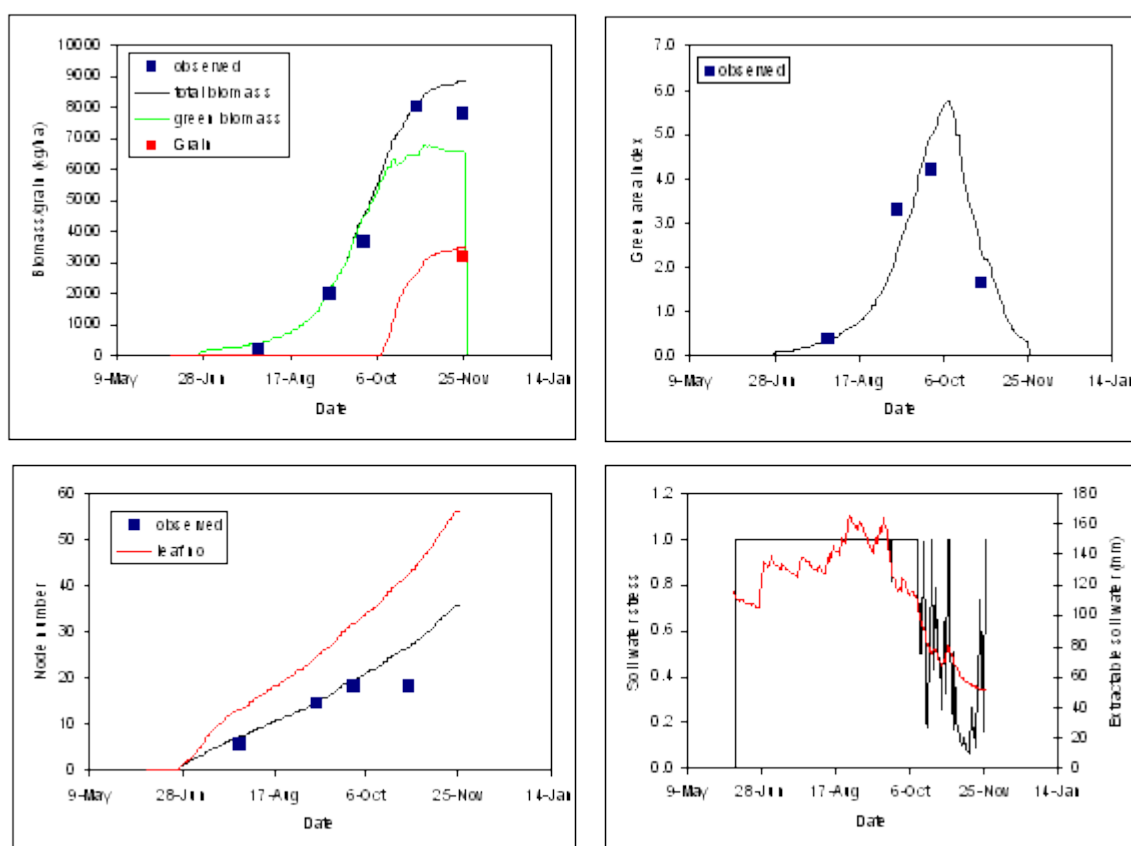 10000
9000
8000
7000
6000
5000
4000
3000
2000
1000
0
Biomass/grain (kg/ha)
observed
total biomass
green biomass
Grain
9-May 28-Jun 17-Aug 6-Oct 25-Nov 14-Jan
Date
7.0
6.0
5.0
4.0
3.0
2.0
1.0
0.0
Green area Index
observed
9-May 28-Jun 17-Aug 6-Oct 25-Nov 14-Jan
Date
60
50
40
30
20
10
0
Node number
observed
leafno
9-May 28-Jun 17-Aug 6-Oct 25-Nov 14-Jan
Date
1.2
1.0
0.8
0.6
0.4
0.2
0.0
Soil water stress
180
160
140
120
100
80
60
40
20
0
Extractable soil water (mm)
9-May 28-Jun 17-Aug 6-Oct 25-Nov 14-Jan
Date